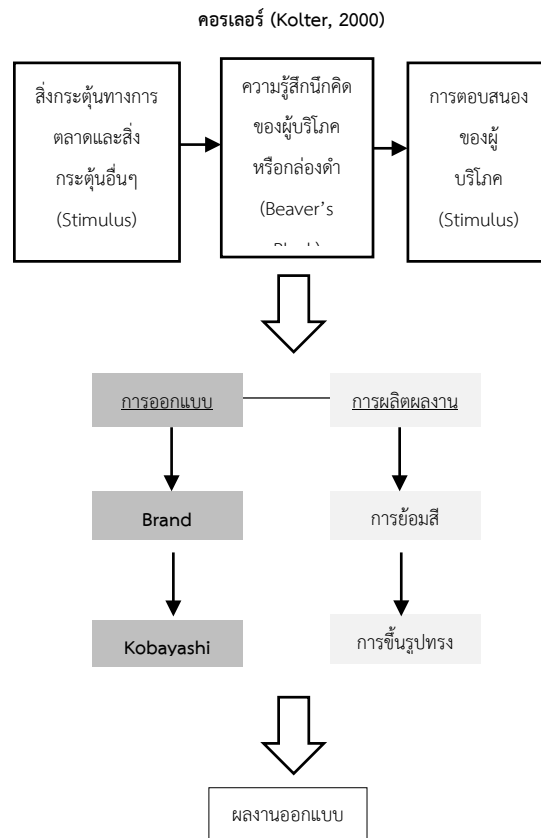 คอรเลอร์ (Kolter, 2000)
สิ่งกระตุ้นทางการ
ตลาดและสิ่ง
กระตุ้นอื่นๆ
(Stimulus)
ความรู้สึกนึกคิด
ของผู้บริโภค
หรือกล่องดำ
(Beaver's
การตอบสนอง
ของผู้
บริโภค
(Stimulus)
การออกแบบ
การผลิตผลงาน
Brand
การย้อมสี
Kobayashi
การขึ้นรูปทรง
ผลงานออกแบบ